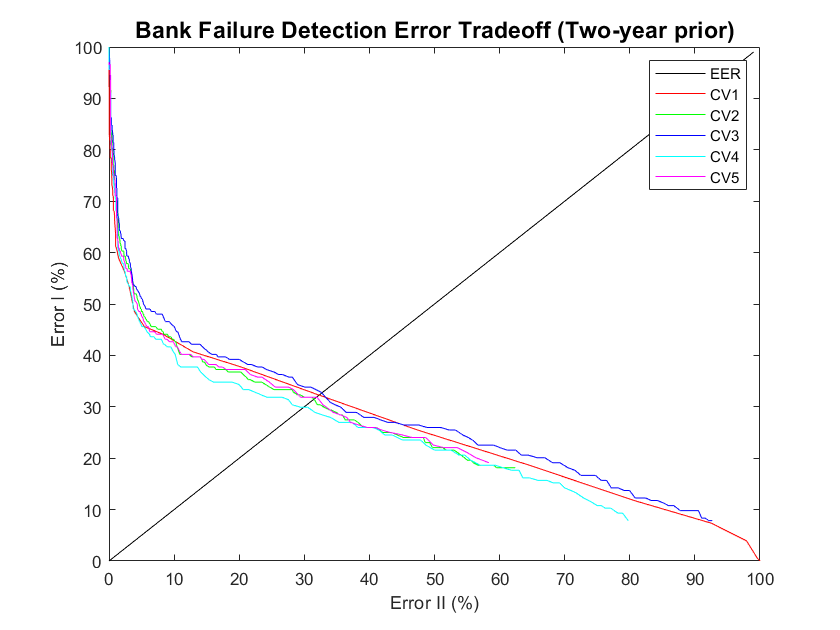 Bank Failure Detection Error Tradeoff (Two-year prior)
100
90
80
70
60
50
40
30
20
10
0
Error I (%)
EER
CV1
CV2
CV3
CV4
CV5
0 10 20 30 40 50 60 70 80 90 100
Error II (%)